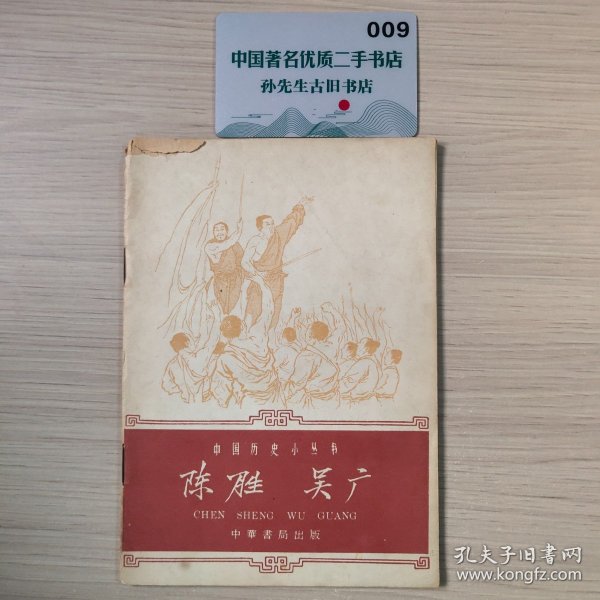 009
中国著名优质二手书店
孙先生古旧书店
中国历史小丛书
陈胜 吴广
CHEN SHENG WU GUANG
中華書局出版
孔夫子旧書网
www.kongfz.com